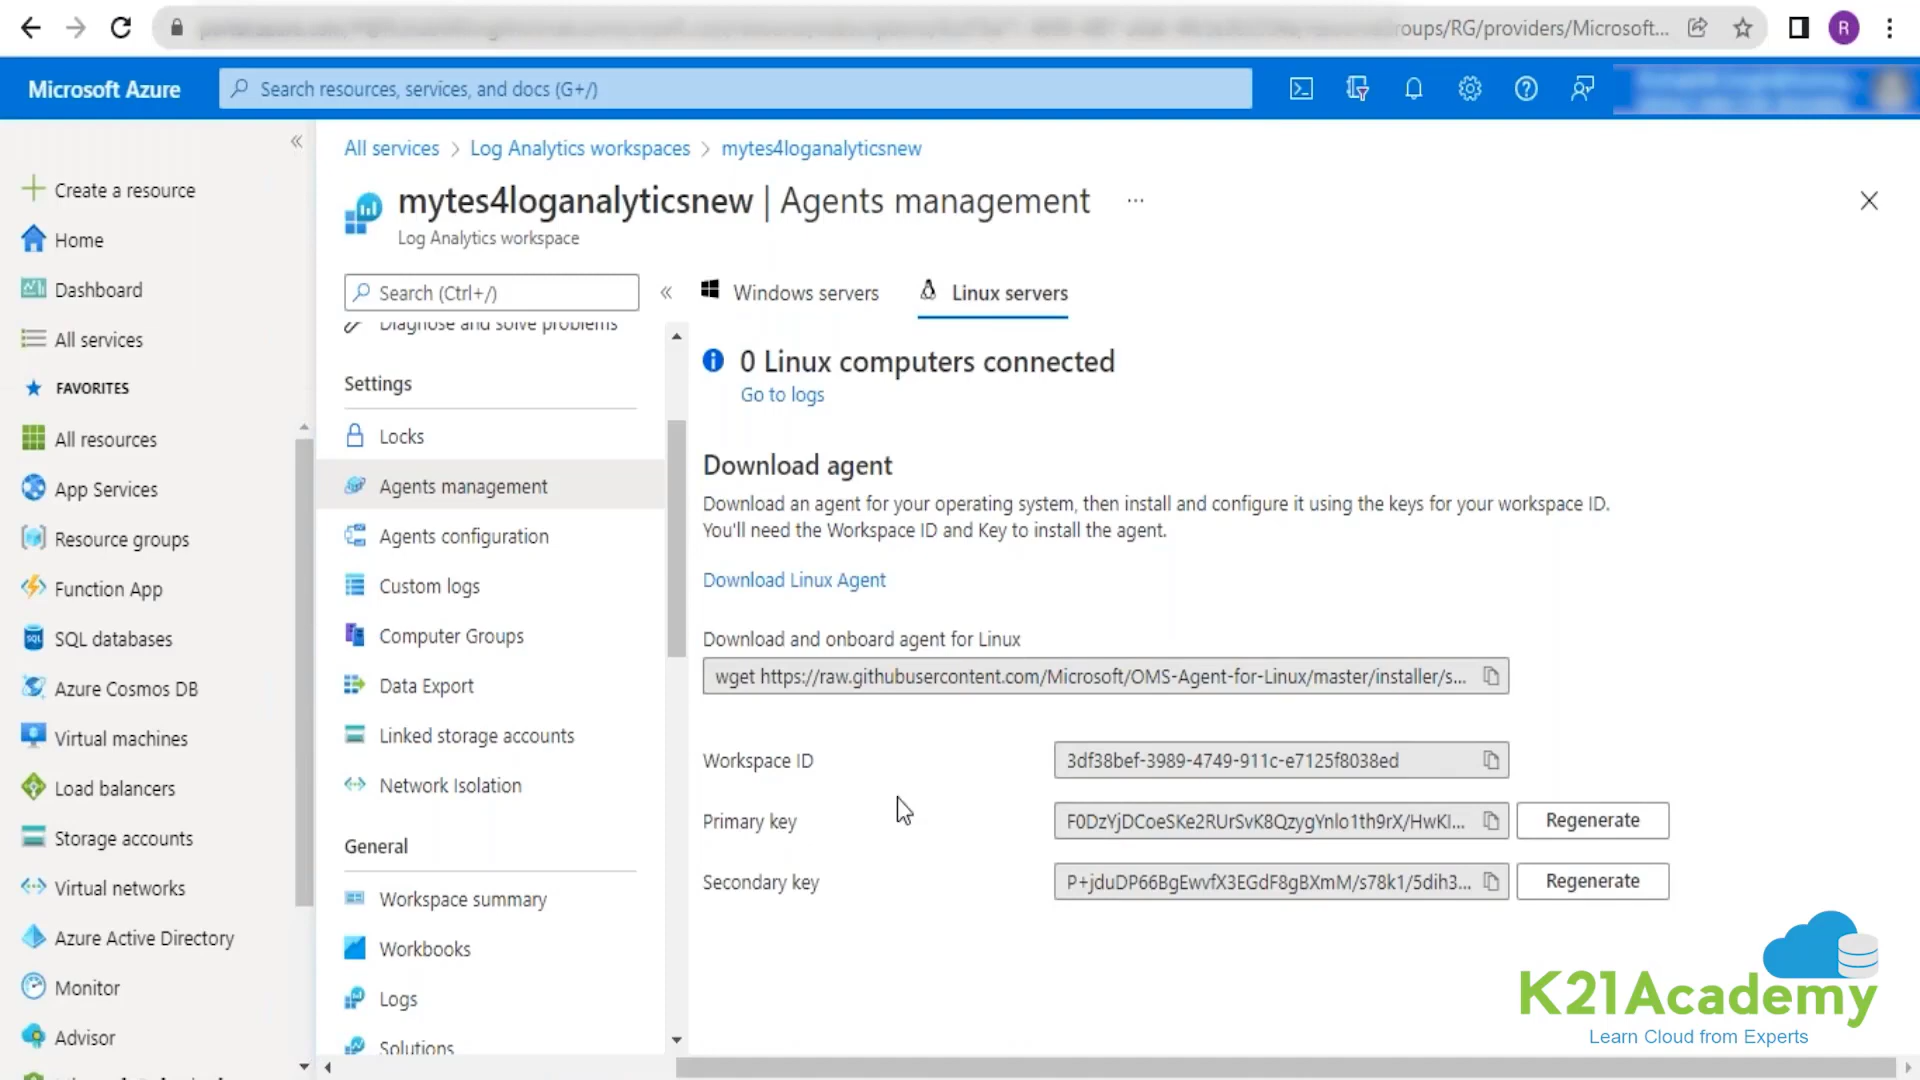 roups/RG/providers/Microsoft...
R
Microsoft Azure
Search resources, services, and docs (G+/)
Create a resource
Home
Dashboard
All services
FAVORITES
All resources
App Services
Resource groups
Function App
SQL databases
Azure Cosmos DB
Virtual machines
Load balancers
Storage accounts
Virtual networks
Azure Active Directory
Monitor
Advisor
All services > Log Analytics workspaces > mytes4loganalyticsnew
mytes4loganalyticsnew | Agents management ...
Log Analytics workspace
Search (Ctrl+/)
Diagnose and solve problems
Settings
Locks
Agents management
Agents configuration
Custom logs
Computer Groups
Data Export
Linked storage accounts
Network Isolation
General
Workspace summary
Workbooks
Logs
Solutions
Windows servers
Linux servers
0 Linux computers connected
Go to logs
Download agent
Download an agent for your operating system, then install and configure it using the keys for your workspace ID.
You'll need the Workspace ID and Key to install the agent.
Download Linux Agent
Download and onboard agent for Linux
wget https://raw.githubusercontent.com/Microsoft/OMS-Agent-for-Linux/master/installer/s...
Workspace ID 3df38bef-3989-4749-911c-e7125f8038ed
Primary key F0DzYjDCoeSKe2RUrSvK8QzygYnlo1th9rX/HwKI... Regenerate
Secondary key P+jduDP66BgEwvfX3EGdF8gBXmM/s78k1/5dih3... Regenerate
K21Academy
Learn Cloud from Experts